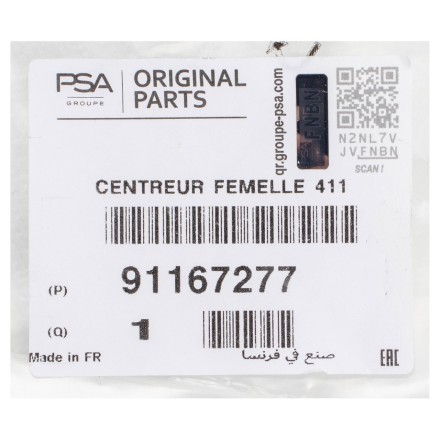 PSA
GROUPE
ORIGINAL
PARTS
qr.groupe-psa.com
FNBN
N2NL7V
JVFNBN
SCAN!
CENTREUR FEMELLE 411
(P) 91167277
(Q) 1
Made in FR صنع في فرنسا EAC